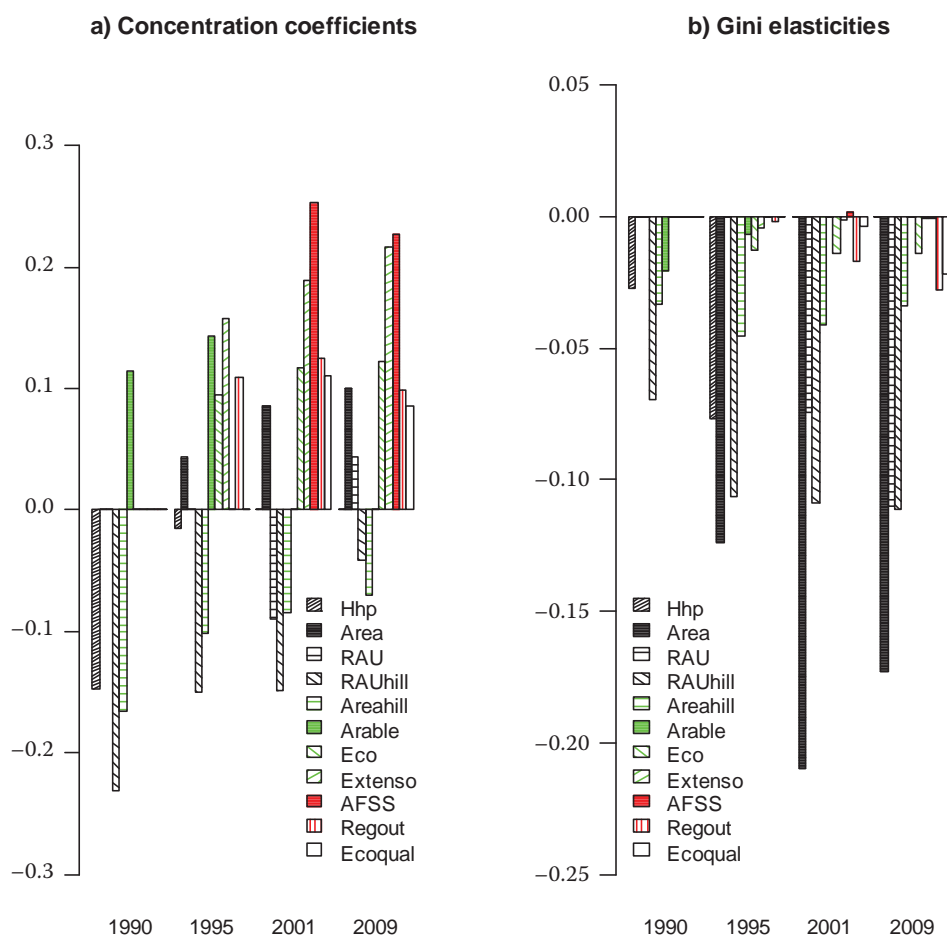 a) Concentration coefficients
0.3
0.2
0.1
0.0
−0.1
−0.2
−0.3
Hhp
Area
RAU
RAUhill
Areahill
Arable
Eco
Extenso
AFSS
Regout
Ecoqual
1990 1995 2001 2009
b) Gini elasticities
0.05
0.00
−0.05
−0.10
−0.15
−0.20
−0.25
Hhp
Area
RAU
RAUhill
Areahill
Arable
Eco
Extenso
AFSS
Regout
Ecoqual
1990 1995 2001 2009